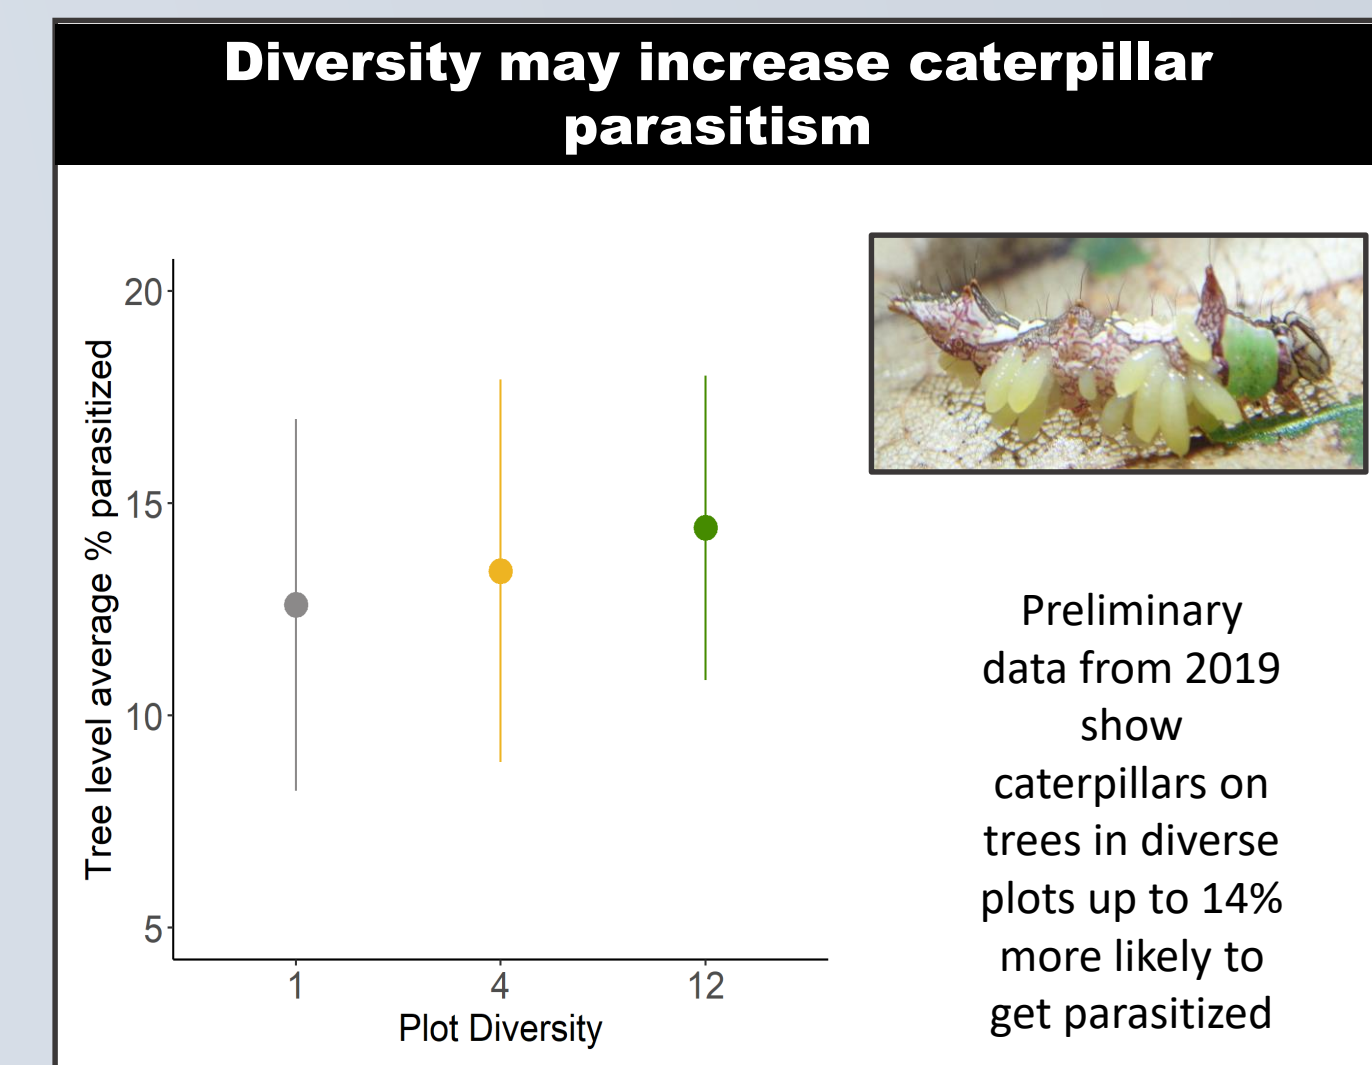 Diversity may increase caterpillar
parasitism
20
15
10
5
Tree level average % parasitized
1 4 12
Plot Diversity
Preliminary
data from 2019
show
caterpillars on
trees in diverse
plots up to 14%
more likely to
get parasitized